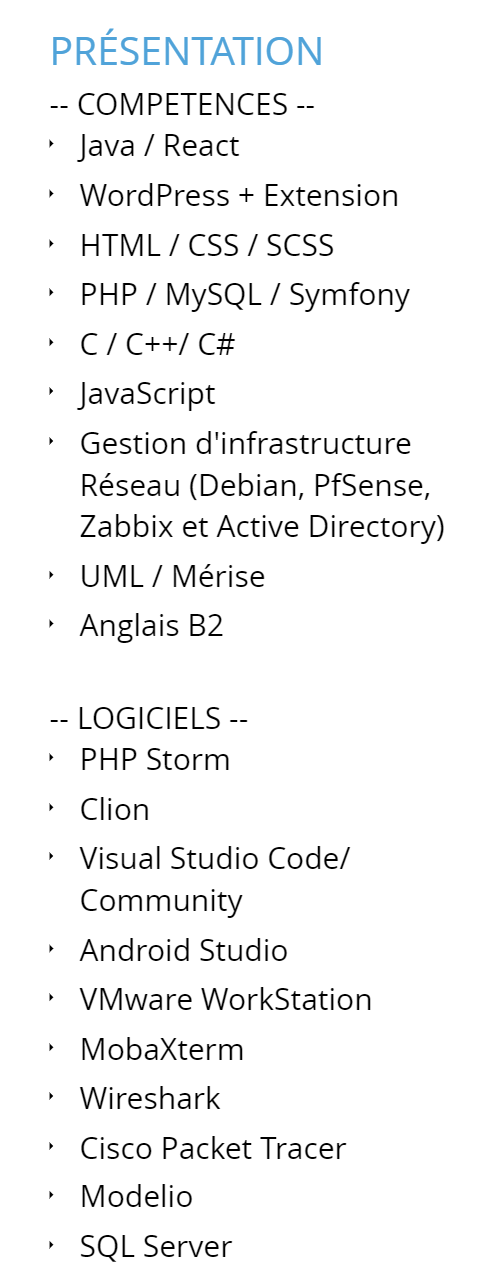 PRÉSENTATION
-- COMPETENCES --
Java / React
WordPress + Extension
HTML / CSS / SCSS
PHP / MySQL / Symfony
C / C++/ C#
JavaScript
Gestion d'infrastructure
Réseau (Debian, PfSense,
Zabbix et Active Directory)
UML / Mérise
Anglais B2
-- LOGICIELS --
PHP Storm
Clion
Visual Studio Code/
Community
Android Studio
VMware WorkStation
MobaXterm
Wireshark
Cisco Packet Tracer
Modelio
SQL Server